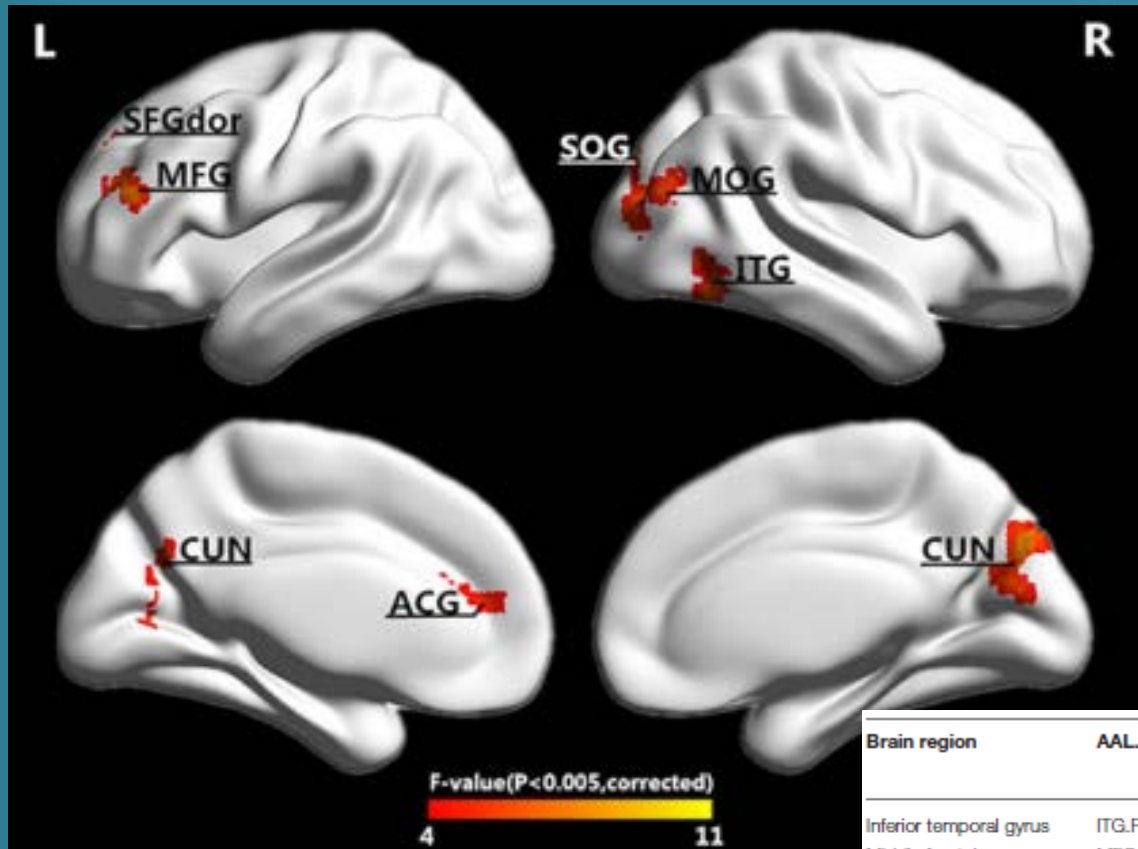 L
R
SFGdor
MFG
SOG
MOG
ITG
CUN
ACG
CUN
F-value(P<0.005,corrected)
4 11
Brain region AAL.
Inferior temporal gyrus ITG.F